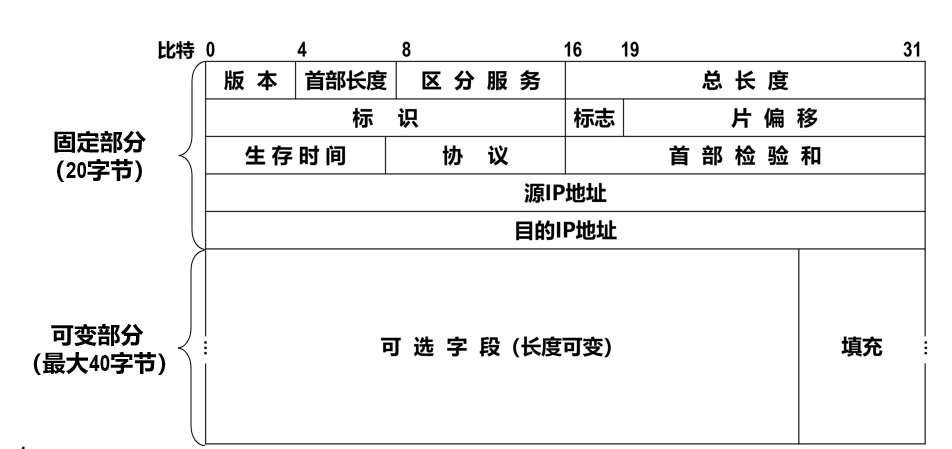 比特 0 4 8 16 19 31
版 本 首部长度 区 分 服 务 总 长 度
标 识 标志 片 偏 移
固定部分
(20字节)
生 存 时 间 协 议 首 部 检 验 和
源IP地址
目的IP地址
可变部分
(最大40字节)
可 选 字 段 (长度可变) 填充